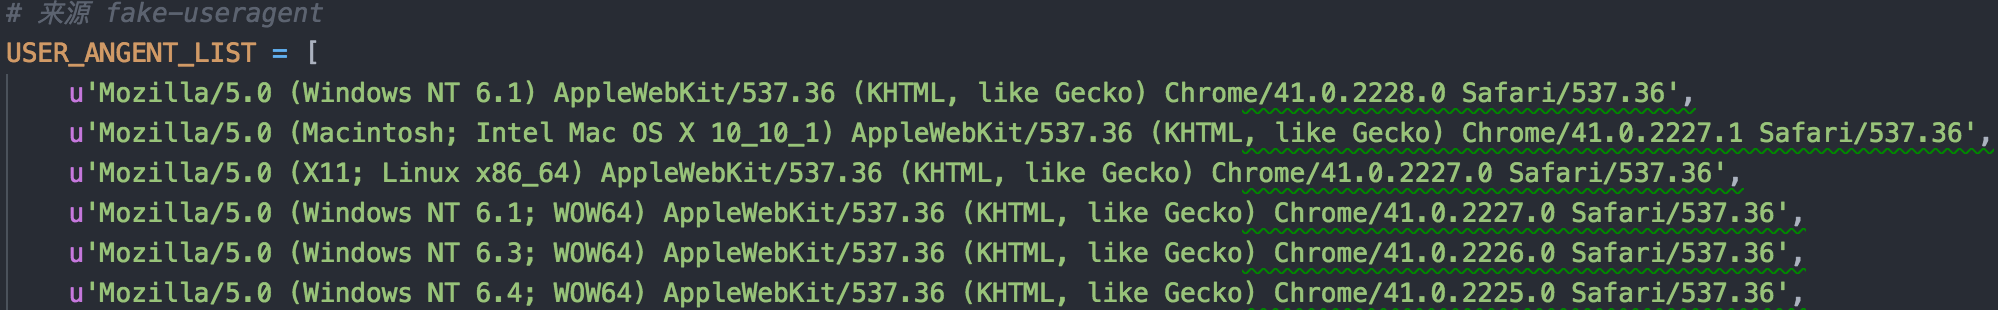 # 来源 fake-useragent
USER_ANGENT_LIST = [
u'Mozilla/5.0 (Windows NT 6.1) AppleWebKit/537.36 (KHTML, like Gecko) Chrome/41.0.2228.0 Safari/537.36',
u'Mozilla/5.0 (Macintosh; Intel Mac OS X 10_10_1) AppleWebKit/537.36 (KHTML, like Gecko) Chrome/41.0.2227.1 Safari/537.36',
u'Mozilla/5.0 (X11; Linux x86_64) AppleWebKit/537.36 (KHTML, like Gecko) Chrome/41.0.2227.0 Safari/537.36',
u'Mozilla/5.0 (Windows NT 6.1; WOW64) AppleWebKit/537.36 (KHTML, like Gecko) Chrome/41.0.2227.0 Safari/537.36',
u'Mozilla/5.0 (Windows NT 6.3; WOW64) AppleWebKit/537.36 (KHTML, like Gecko) Chrome/41.0.2226.0 Safari/537.36',
u'Mozilla/5.0 (Windows NT 6.4; WOW64) AppleWebKit/537.36 (KHTML, like Gecko) Chrome/41.0.2225.0 Safari/537.36',